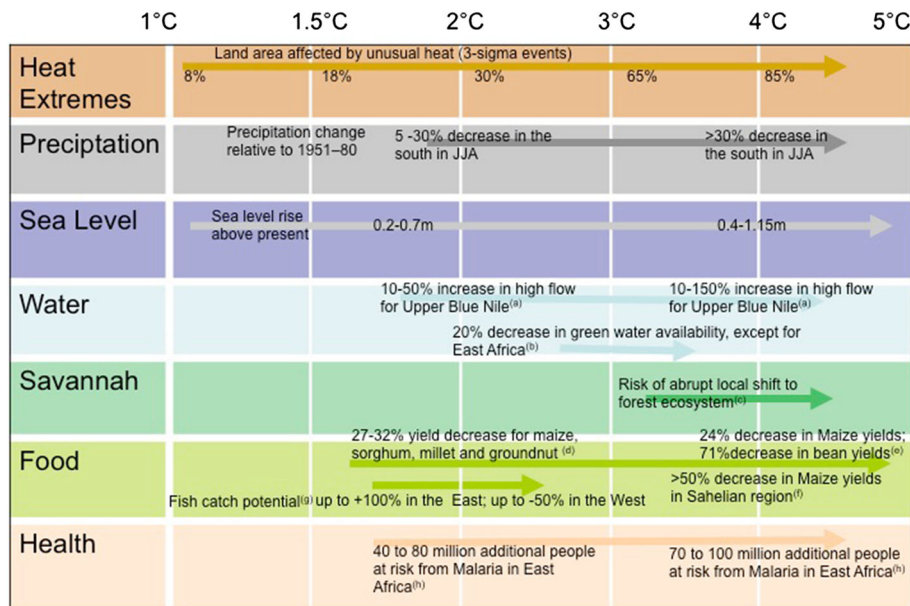 1°C 1.5°C 2°C 3°C 4°C 5°C
Heat
Extremes
Land area affected by unusual heat (3-sigma events)
8% 18% 30% 65% 85%
Precipitation
Precipitation change
relative to 1951–80
5 -30% decrease in the
south in JJA
>30% decrease in
the south in JJA
Sea Level
Sea level rise
above present
0.2-0.7m
0.4-1.15m
Water
10-50% increase in high flow
for Upper Blue Nile(a)
10-150% increase in high flow
for Upper Blue Nile(a)
20% decrease in green water availability, except for
East Africa(b)
Savannah
Risk of abrupt local shift to
forest ecosystem(c)
Food
27-32% yield decrease for maize,
sorghum, millet and groundnut (d)
24% decrease in Maize yields;
71%decrease in bean yields(e)
>50% decrease in Maize yields
in Sahelian region(f)
Fish catch potential(g) up to +100% in the East; up to -50% in the West
Health
40 to 80 million additional people
at risk from Malaria in East
Africa(h)
70 to 100 million additional people
at risk from Malaria in East Africa(h)